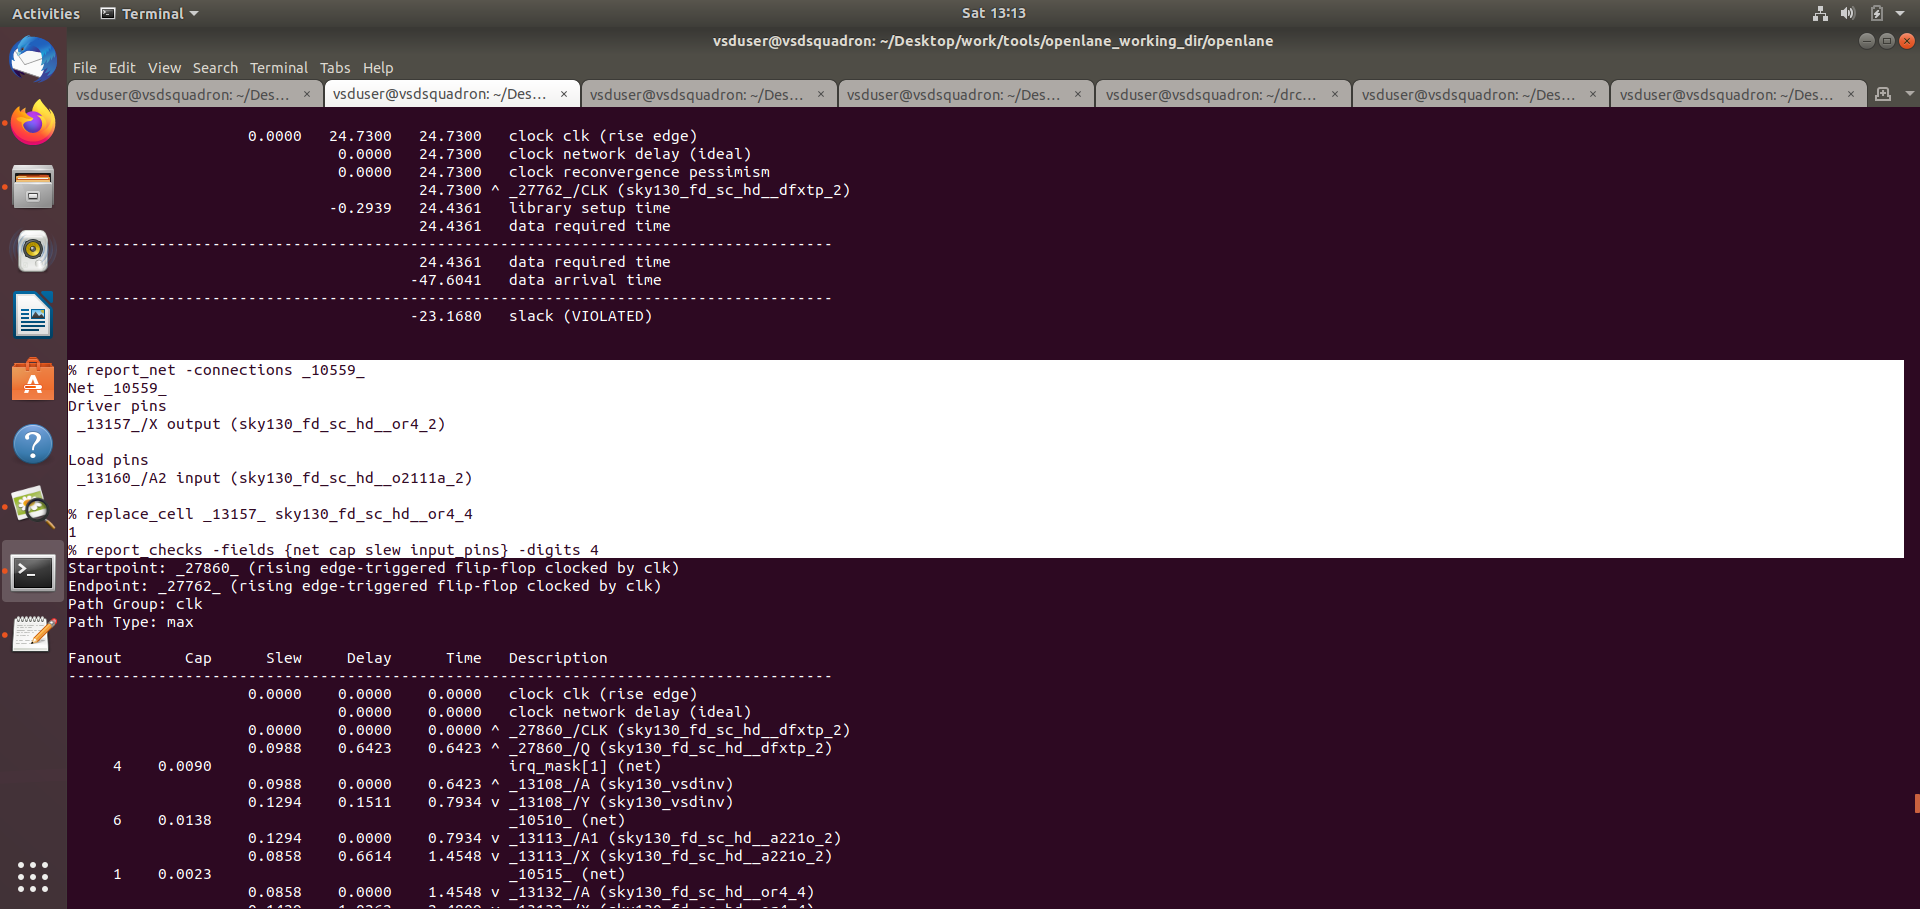 Activities Terminal Sat 13:13
vsduser@vsdsquadron: ~/Desktop/work/tools/openlane_working_dir/openlane
File Edit View Search Terminal Tabs Help
vsduser@vsdsquadron: ~/Des... × vsduser@vsdsquadron: ~/Des... × vsduser@vsdsquadron: ~/Des... × vsduser@vsdsquadron: ~/Des... × vsduser@vsdsquadron: ~/drc... × vsduser@vsdsquadron: ~/Des... × vsduser@vsdsquadron: ~/Des... ×
0.0000 24.7300 24.7300 clock clk (rise edge)
0.0000 24.7300 clock network delay (ideal)
0.0000 24.7300 clock reconvergence pessimism
24.7300 ^ _27762_/CLK (sky130_fd_sc_hd__dfxtp_2)
-0.2939 24.4361 library setup time
24.4361 data required time
-------------------------------------------------------------------------------------
24.4361 data required time
-47.6041 data arrival time
-------------------------------------------------------------------------------------
-23.1680 slack (VIOLATED)
% report_net -connections _10559_
Net _10559_
Driver pins
_13157_/X output (sky130_fd_sc_hd__or4_2)
Load pins
_13160_/A2 input (sky130_fd_sc_hd__o2111a_2)
% replace_cell _13157_ sky130_fd_sc_hd__or4_4
1
% report_checks -fields {net cap slew input_pins} -digits 4
Startpoint: _27860_ (rising edge-triggered flip-flop clocked by clk)
Endpoint: _27762_ (rising edge-triggered flip-flop clocked by clk)
Path Group: clk
Path Type: max
Fanout Cap Slew Delay Time Description
-------------------------------------------------------------------------------------
0.0000 0.0000 0.0000 clock clk (rise edge)
0.0000 0.0000 clock network delay (ideal)
0.0000 0.0000 0.0000 ^ _27860_/CLK (sky130_fd_sc_hd__dfxtp_2)
0.0988 0.6423 0.6423 ^ _27860_/Q (sky130_fd_sc_hd__dfxtp_2)
4 0.0090 irq_mask[1] (net)
0.0988 0.0000 0.6423 ^ _13108_/A (sky130_vsdinv)
0.1294 0.1511 0.7934 v _13108_/Y (sky130_vsdinv)
6 0.0138 _10510_ (net)
0.1294 0.0000 0.7934 v _13113_/A1 (sky130_fd_sc_hd__a221o_2)
0.0858 0.6614 1.4548 v _13113_/X (sky130_fd_sc_hd__a221o_2)
1 0.0023 _10515_ (net)
0.0858 0.0000 1.4548 v _13132_/A (sky130_fd_sc_hd__or4_4)